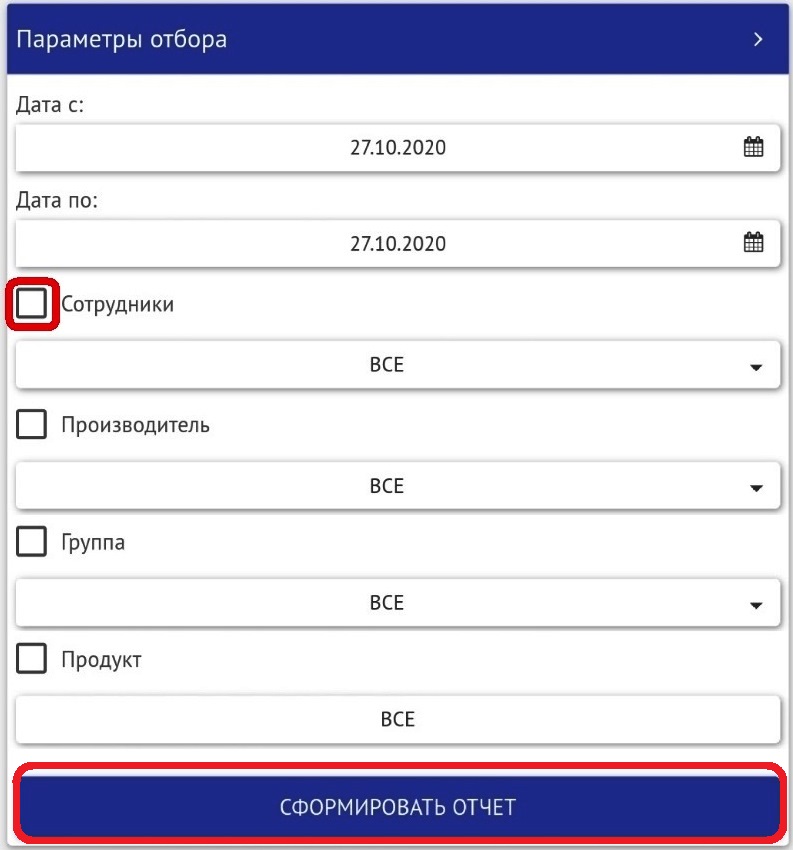 Параметры отбора
Дата с:
27.10.2020
Дата по:
27.10.2020
Сотрудники
ВСЕ
Производитель
ВСЕ
Группа
ВСЕ
Продукт
ВСЕ
СФОРМИРОВАТЬ ОТЧЕТ